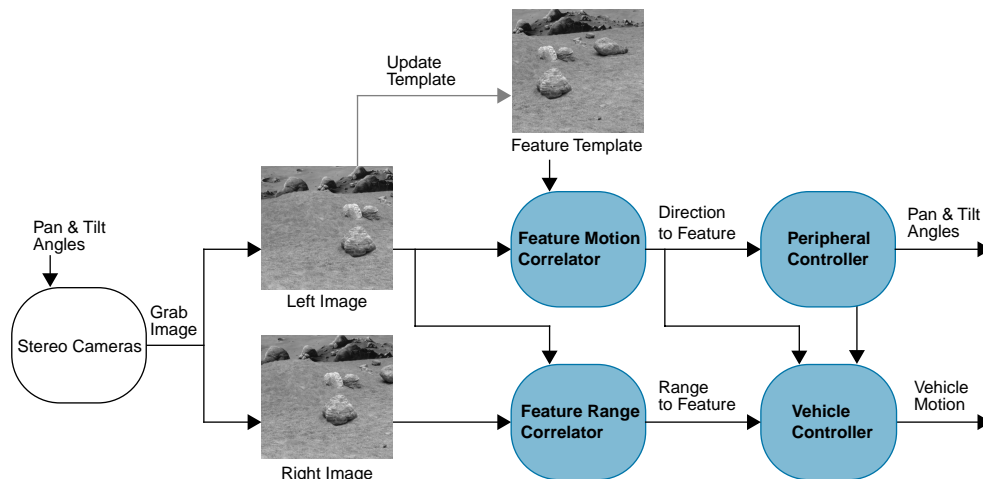 Update
Template
Feature Template
Pan & Tilt
Angles
Stereo Cameras
Grab
Image
Left Image
Right Image
Feature Motion
Correlator
Direction
to Feature
Peripheral
Controller
Pan & Tilt
Angles
Feature Range
Correlator
Range
to Feature
Vehicle
Controller
Vehicle
Motion